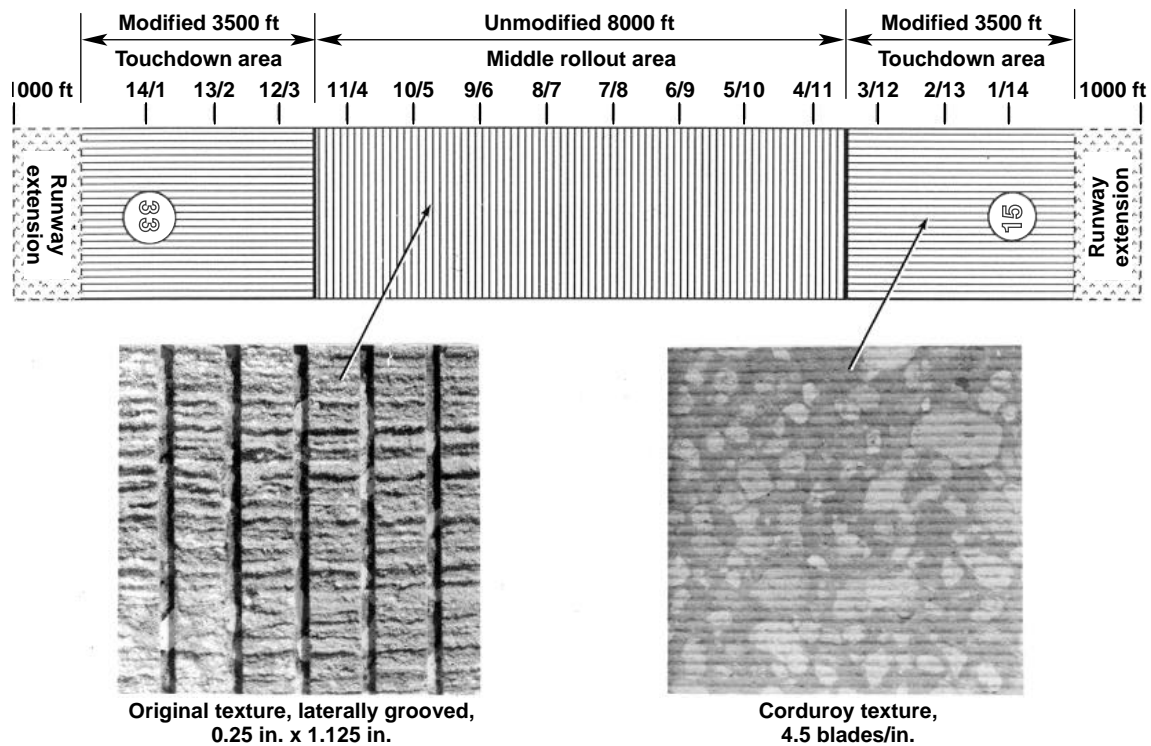 Modified 3500 ft
Unmodified 8000 ft
Modified 3500 ft
Touchdown area
Middle rollout area
Touchdown area
000 ft 14/1 13/2 12/3 11/4 10/5 9/6 8/7 7/8 6/9 5/10 4/11 3/12 2/13 1/14 1000 ft
Runway
extension
33
15
Runway
extension
Original texture, laterally grooved,
0.25 in. x 1.125 in.
Corduroy texture,
4.5 blades/in.